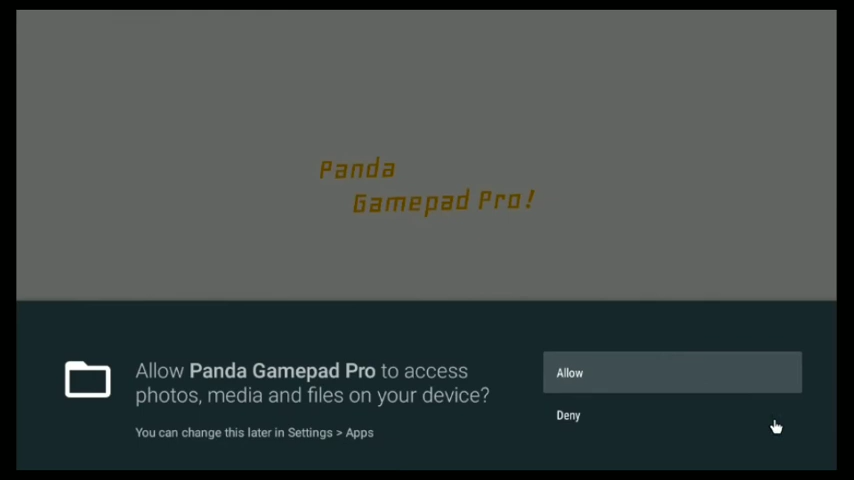 Panda
Gamepad Pro!
Allow Panda Gamepad Pro to access
photos, media and files on your device?
You can change this later in Settings > Apps
Allow
Deny